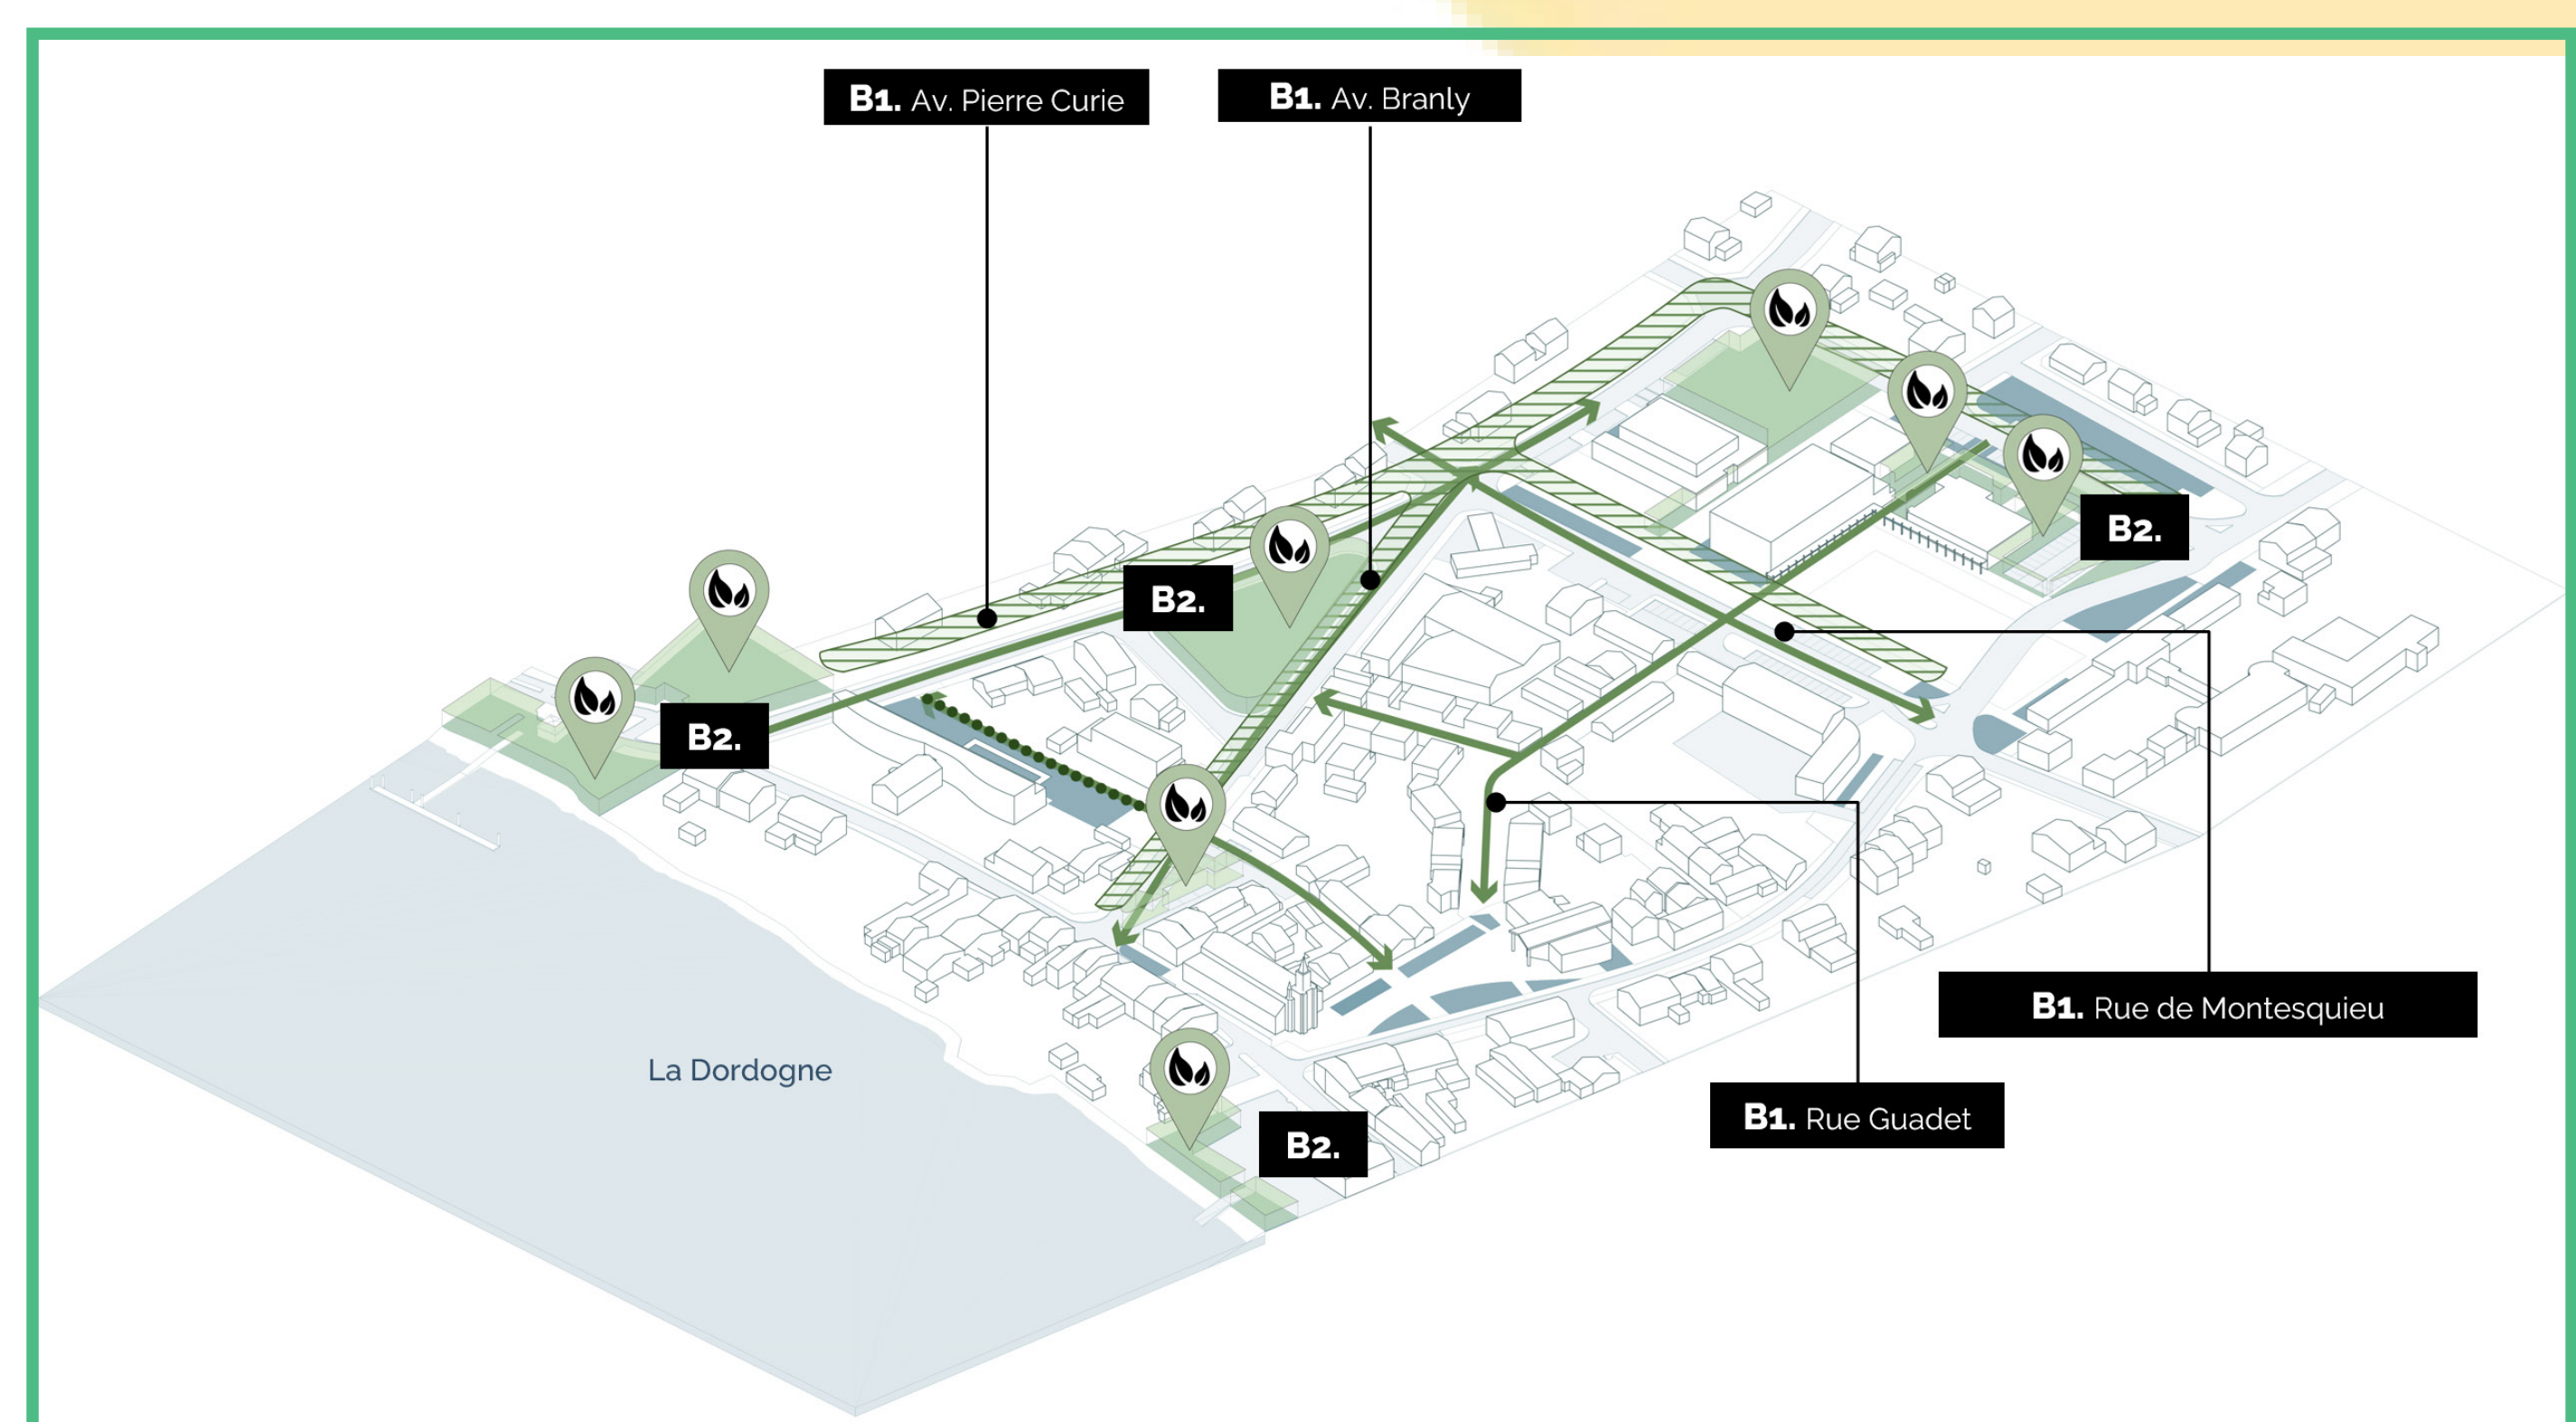 B1. Av. Pierre Curie
B1. Av. Branly
B2.
B2.
B2.
B1. Rue de Montesquieu
La Dordogne
B1. Rue Guadet
B2.